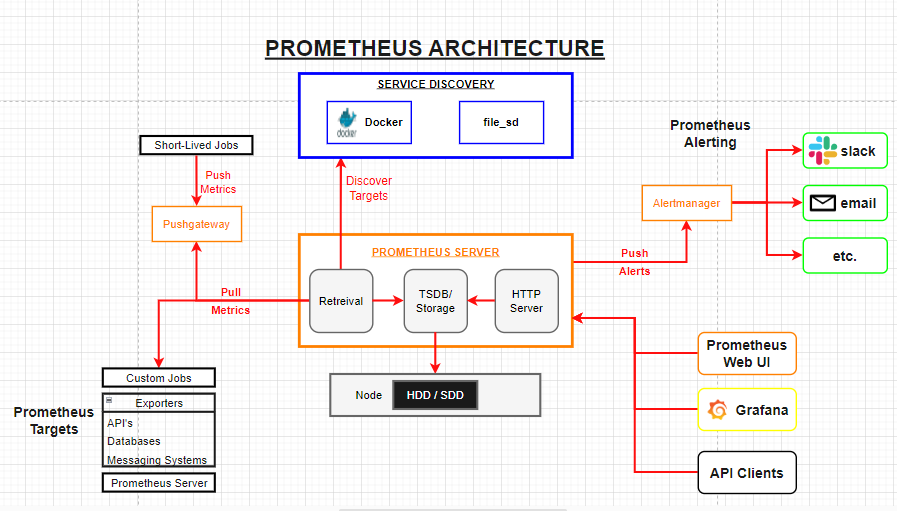 PROMETHEUS ARCHITECTURE
SERVICE DISCOVERY
docker
Docker
file_sd
Short-Lived Jobs
Push
Metrics
Pushgateway
Discover
Targets
Prometheus
Alerting
slack
Alertmanager
email
etc.
PROMETHEUS SERVER
Retreival
TSDB/
Storage
HTTP
Server
Push
Alerts
Pull
Metrics
Node
HDD / SDD
Prometheus
Targets
Custom Jobs
Exporters
API's
Databases
Messaging Systems
Prometheus Server
Prometheus
Web UI
Grafana
API Clients